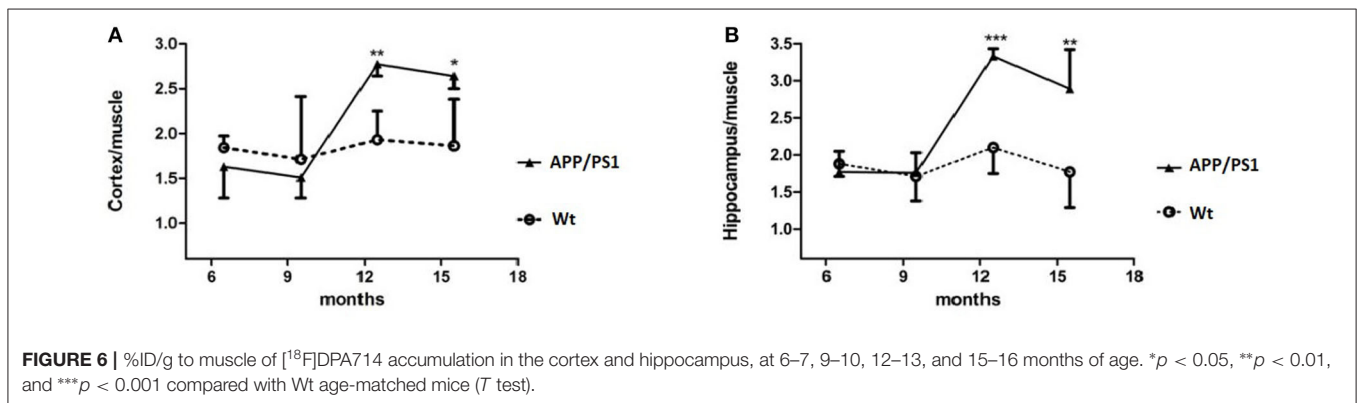 A
3.0
2.5
2.0
1.5
1.0
Cortex/muscle
**
*
APP/PS1
Wt
6 9 12 15 18
months
B
3.5
3.0
2.5
2.0
1.5
1.0
Hippocampus/muscle
***
**
APP/PS1
Wt
6 9 12 15 18
months
FIGURE 6 | %ID/g to muscle of [¹⁸F]DPA714 accumulation in the cortex and hippocampus, at 6–7, 9–10, 12–13, and 15–16 months of age. *p < 0.05, **p < 0.01,
and ***p < 0.001 compared with Wt age-matched mice (T test).